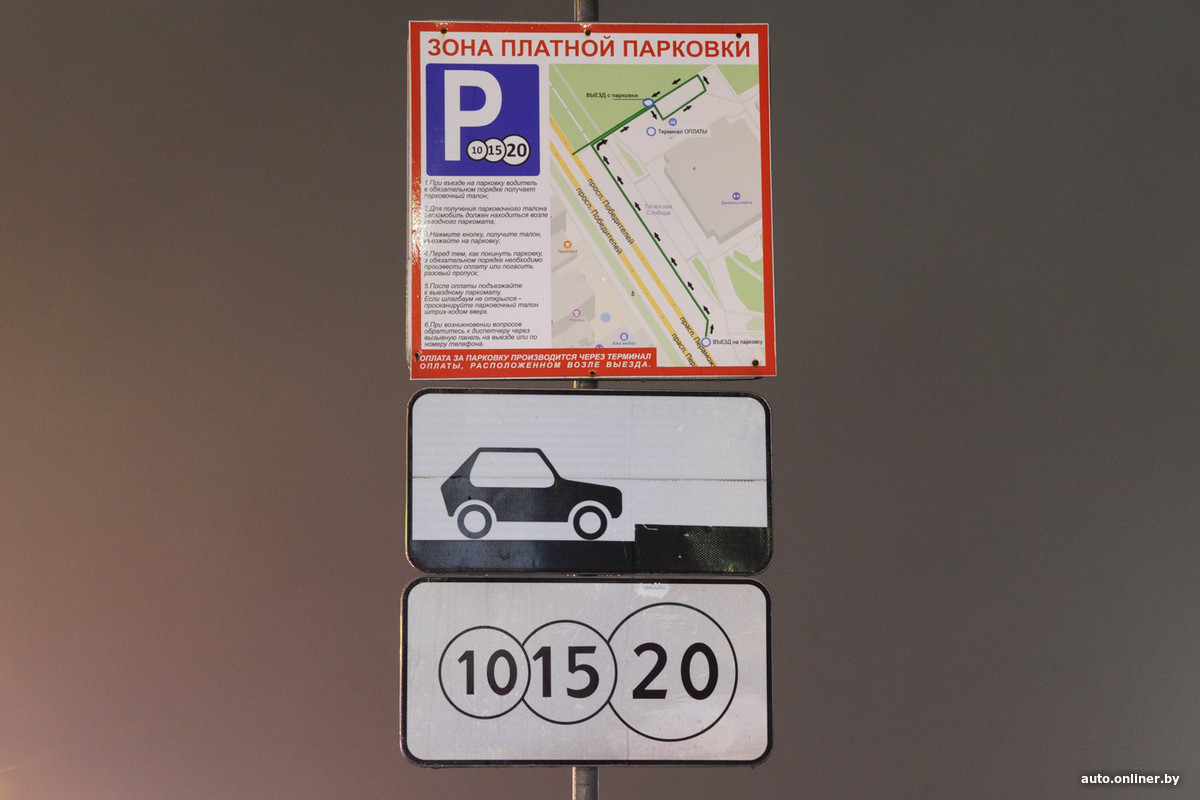 ЗОНА ПЛАТНОЙ ПАРКОВКИ
P
10 15 20
1.При въезде на парковку водитель
в обязательном порядке получает
парковочный талон;
2.Для получения парковочного талона
автомобиль должен находиться возле
въездного паркомата;
3.Нажмите кнопку, получите талон,
въезжайте на парковку;
4.Перед тем, как покинуть парковку,
в обязательном порядке необходимо
произвести оплату или погасить
разовый пропуск;
5.После оплаты подъезжайте
к выездному паркомату.
Если шлагбаум не открылся –
просканируйте парковочный талон
штрих-кодом вверх.
6.При возникновении вопросов
обратитесь к диспетчеру через
вызывную панель на выезде или по
номеру телефона.
ВЫЕЗД с парковки
Терминал ОПЛАТЫ
просп. Победителей
просп. Победителей
Татарская
Слобода
Дворец спорта
ВЪЕЗД на парковку
ОПЛАТА ЗА ПАРКОВКУ ПРОИЗВОДИТСЯ ЧЕРЕЗ ТЕРМИНАЛ
ОПЛАТЫ, РАСПОЛОЖЕННОМ ВОЗЛЕ ВЫЕЗДА.
10 15 20
auto.onliner.by